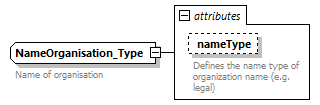 attributes
nameType
Defines the name type of
organization name (e.g.
legal)
NameOrganisation_Type
Name of organisation